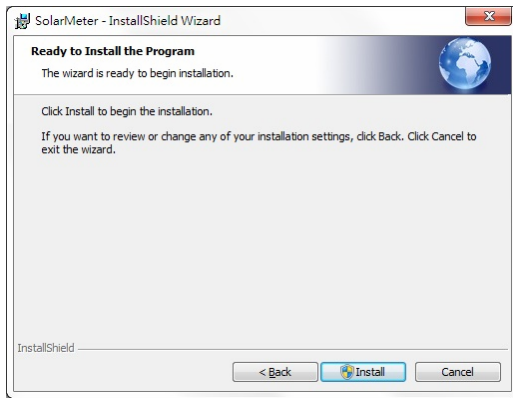 SolarMeter - InstallShield Wizard
Ready to Install the Program
The wizard is ready to begin installation.
Click Install to begin the installation.
If you want to review or change any of your installation settings, click Back. Click Cancel to
exit the wizard.
InstallShield
< Back Install Cancel